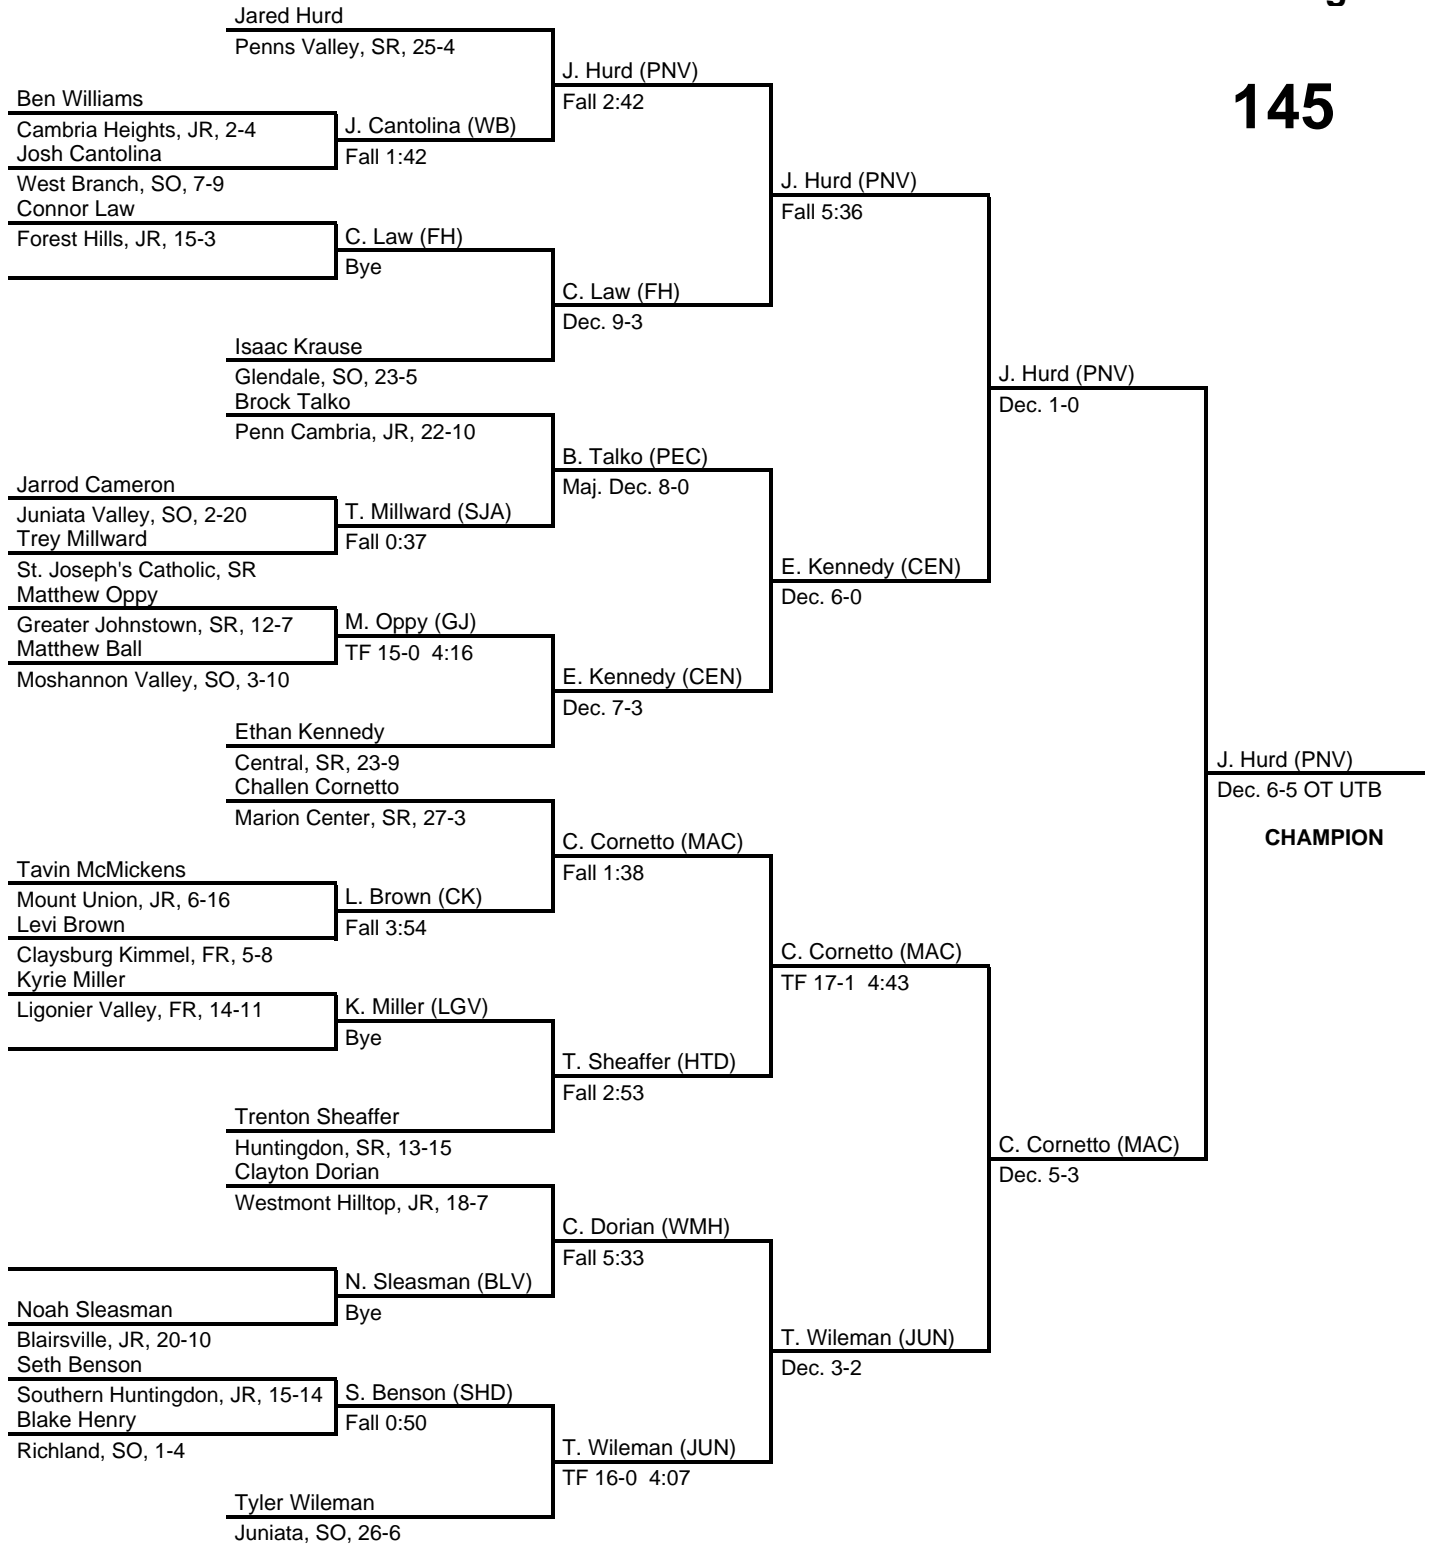 Jared Hurd
Penns Valley, SR, 25-4
J. Hurd (PNV)
Fall 2:42
145
Ben Williams
Cambria Heights, JR, 2-4
Josh Cantolina
West Branch, SO, 7-9
J. Cantolina (WB)
Fall 1:42
Connor Law
Forest Hills, JR, 15-3
C. Law (FH)
Bye
J. Hurd (PNV)
Fall 5:36
C. Law (FH)
Dec. 9-3
Isaac Krause
Glendale, SO, 23-5
Brock Talko
Penn Cambria, JR, 22-10
J. Hurd (PNV)
Dec. 1-0
B. Talko (PEC)
Maj. Dec. 8-0
Jarrod Cameron
Juniata Valley, SO, 2-20
Trey Millward
St. Joseph's Catholic, SR
T. Millward (SJA)
Fall 0:37
E. Kennedy (CEN)
Dec. 6-0
Matthew Oppy
Greater Johnstown, SR, 12-7
Matthew Ball
Moshannon Valley, SO, 3-10
M. Oppy (GJ)
TF 15-0 4:16
E. Kennedy (CEN)
Dec. 7-3
Ethan Kennedy
Central, SR, 23-9
Challen Cornetto
Marion Center, SR, 27-3
J. Hurd (PNV)
Dec. 6-5 OT UTB
CHAMPION
C. Cornetto (MAC)
Fall 1:38
Tavin McMickens
Mount Union, JR, 6-16
Levi Brown
Claysburg Kimmel, FR, 5-8
L. Brown (CK)
Fall 3:54
C. Cornetto (MAC)
TF 17-1 4:43
Kyrie Miller
Ligonier Valley, FR, 14-11
K. Miller (LGV)
Bye
T. Sheaffer (HTD)
Fall 2:53
Trenton Sheaffer
Huntingdon, SR, 13-15
Clayton Dorian
Westmont Hilltop, JR, 18-7
C. Cornetto (MAC)
Dec. 5-3
C. Dorian (WMH)
Fall 5:33
N. Sleasman (BLV)
Bye
Noah Sleasman
Blairsville, JR, 20-10
T. Wileman (JUN)
Dec. 3-2
Seth Benson
Southern Huntingdon, JR, 15-14
Blake Henry
Richland, SO, 1-4
S. Benson (SHD)
Fall 0:50
T. Wileman (JUN)
TF 16-0 4:07
Tyler Wileman
Juniata, SO, 26-6